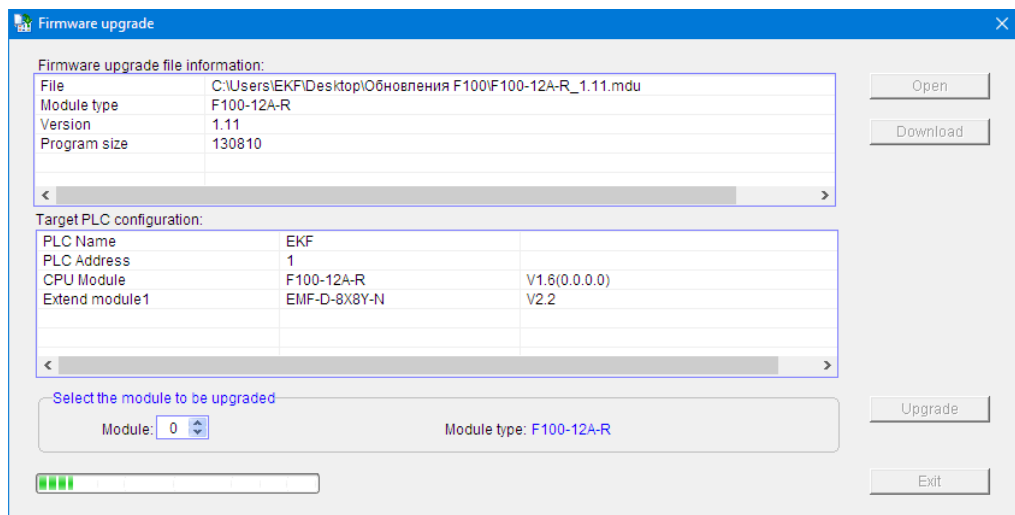 Firmware upgrade
Firmware upgrade file information:
File C:\Users\EKF\Desktop\Обновления F100\F100-12A-R_1.11.mdu
Open
Module type F100-12A-R
Version 1.11
Download
Program size 130810
Target PLC configuration:
PLC Name EKF
PLC Address 1
CPU Module F100-12A-R V1.6(0.0.0.0)
Extend module1 EMF-D-8X8Y-N V2.2
Select the module to be upgraded
Upgrade
Module: 0 Module type: F100-12A-R
Exit